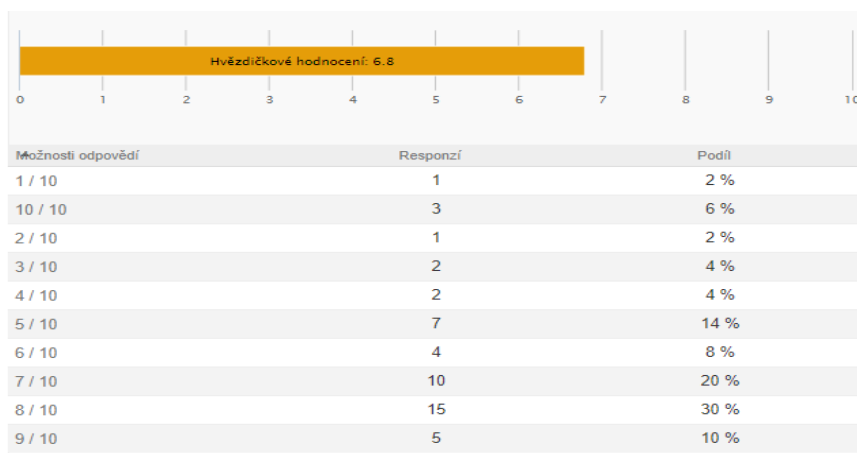 Hvězdičkové hodnocení: 6.8
0 1 2 3 4 5 6 7 8 9 10
Možnosti odpovědí Responzí Podíl
1 / 10 1 2 %
10 / 10 3 6 %
2 / 10 1 2 %
3 / 10 2 4 %
4 / 10 2 4 %
5 / 10 7 14 %
6 / 10 4 8 %
7 / 10 10 20 %
8 / 10 15 30 %
9 / 10 5 10 %